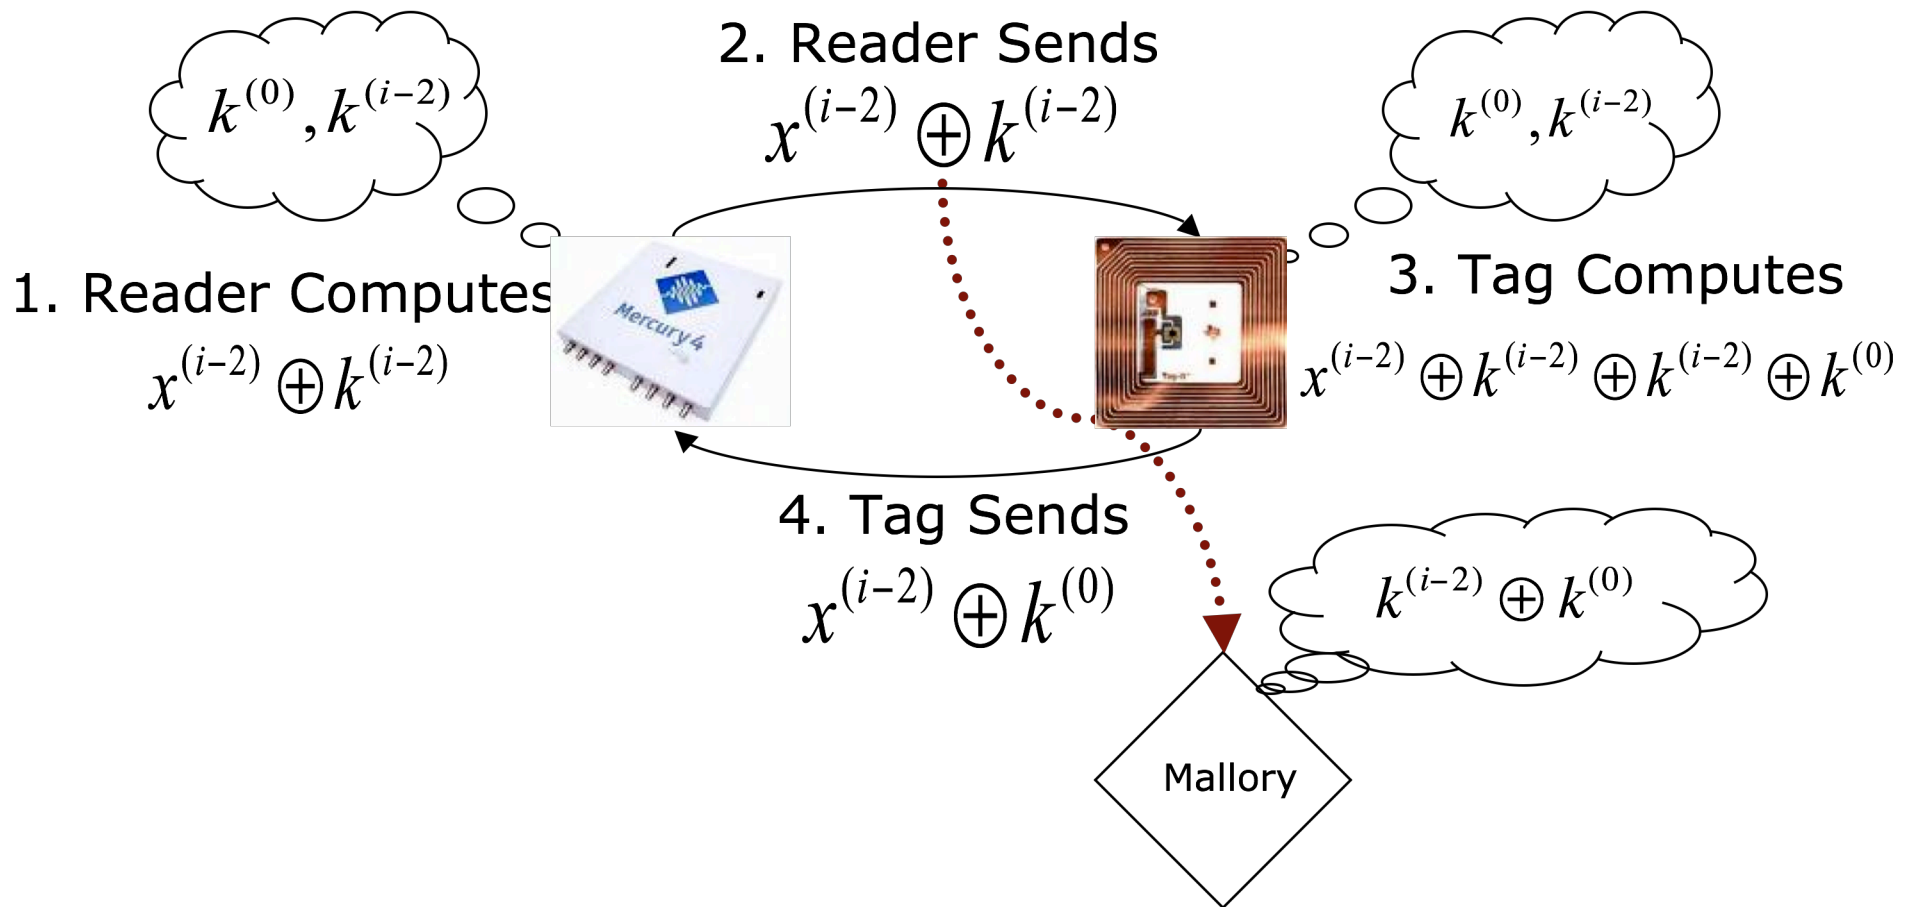 k^(0), k^(i−2)
2. Reader Sends
x^(i−2) ⊕ k^(i−2)
k^(0), k^(i−2)
1. Reader Computes
x^(i−2) ⊕ k^(i−2)
Mercury4
3. Tag Computes
x^(i−2) ⊕ k^(i−2) ⊕ k^(i−2) ⊕ k^(0)
4. Tag Sends
x^(i−2) ⊕ k^(0)
k^(i−2) ⊕ k^(0)
Mallory